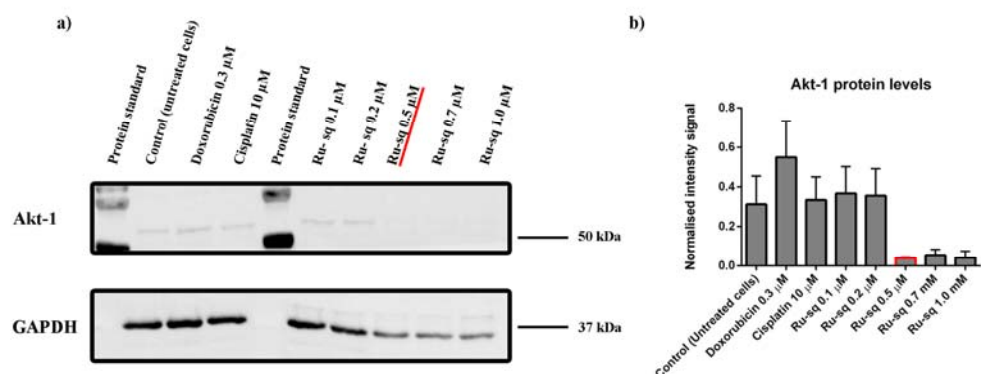 a)
Protein standard
Control (untreated cells)
Doxorubicin 0.3 µM
Cisplatin 10 µM
Protein standard
Ru- sq 0.1 µM
Ru- sq 0.2 µM
Ru-sq 0.5 µM
Ru-sq 0.7 µM
Ru-sq 1.0 µM
Akt-1
50 kDa
GAPDH
37 kDa
b)
Akt-1 protein levels
Normalised intensity signal
0.8
0.6
0.4
0.2
0.0
Control (Untreated cells)
Doxorubicin 0.3 µM
Cisplatin 10 µM
Ru-sq 0.1 µM
Ru-sq 0.2 µM
Ru-sq 0.5 µM
Ru-sq 0.7 mM
Ru-sq 1.0 mM